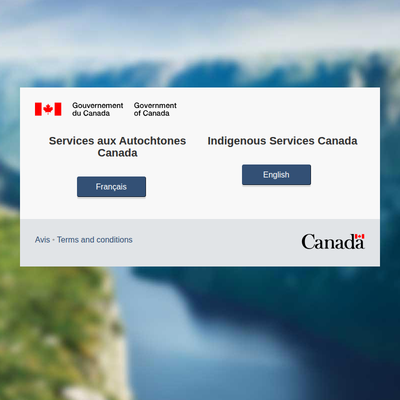 Gouvernement du Canada
Government of Canada
Services aux Autochtones Canada
Indigenous Services Canada
Français
English
Avis · Terms and conditions
Canada